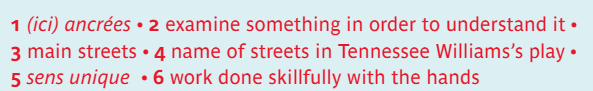 1 (ici) ancrées • 2 examine something in order to understand it •
3 main streets • 4 name of streets in Tennessee Williams's play •
5 sens unique • 6 work done skillfully with the hands